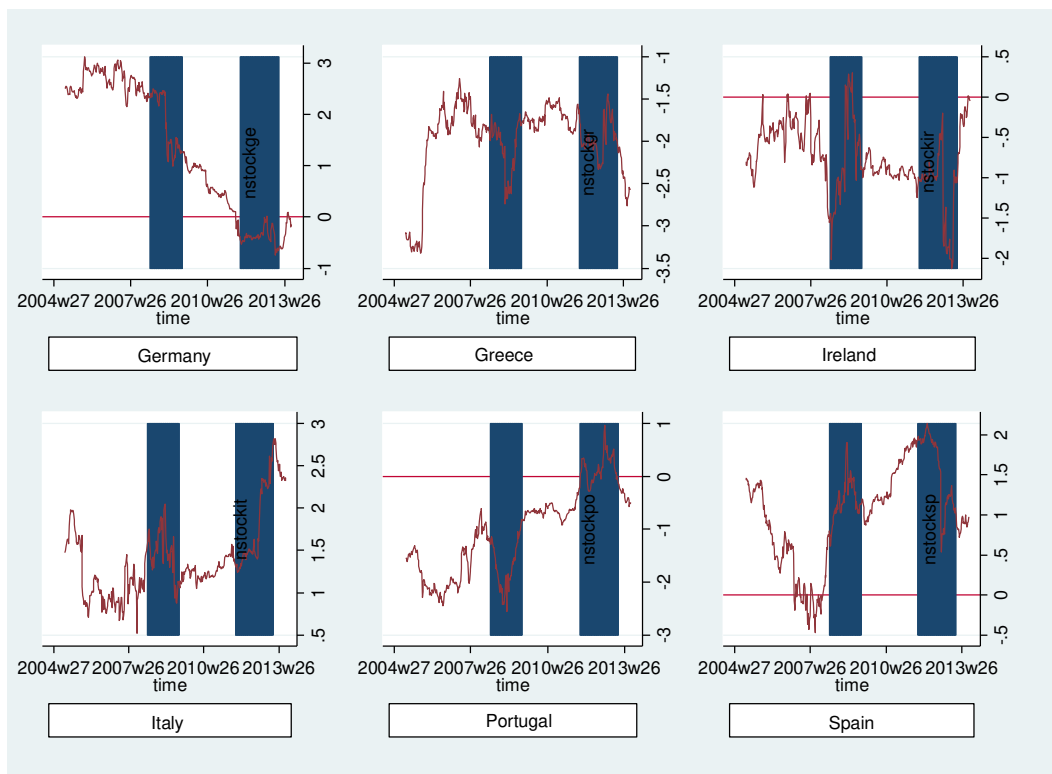 -1 0 1 2 3
nstockge
2004w27 2007w26 2010w26 2013w26
time
Germany
-3.5 -3 -2.5 -2 -1.5 -1
nstockgr
2004w27 2007w26 2010w26 2013w26
time
Greece
-2 -1.5 -1 -.5 0 .5
nstockir
2004w27 2007w26 2010w26 2013w26
time
Ireland
.5 1 1.5 2 2.5 3
nstockit
2004w27 2007w26 2010w26 2013w26
time
Italy
-3 -2 -1 0 1
nstockpo
2004w27 2007w26 2010w26 2013w26
time
Portugal
-.5 0 .5 1 1.5 2
nstocksp
2004w27 2007w26 2010w26 2013w26
time
Spain